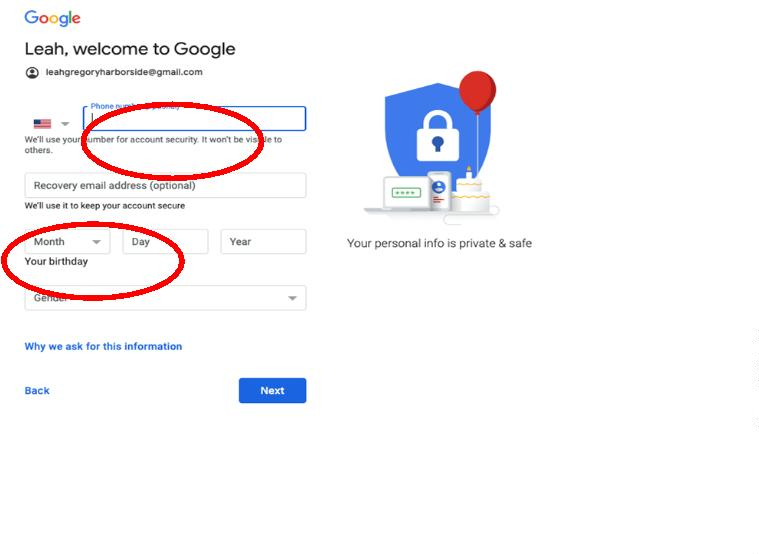 Google
Leah, welcome to Google
leahgregoryharborside@gmail.com
Phone
We'll use your number for account security. It won't be visible to
others.
Recovery email address (optional)
We'll use it to keep your account secure
Month Day Year
Your birthday
Gender
Why we ask for this information
Back Next
****
Your personal info is private & safe